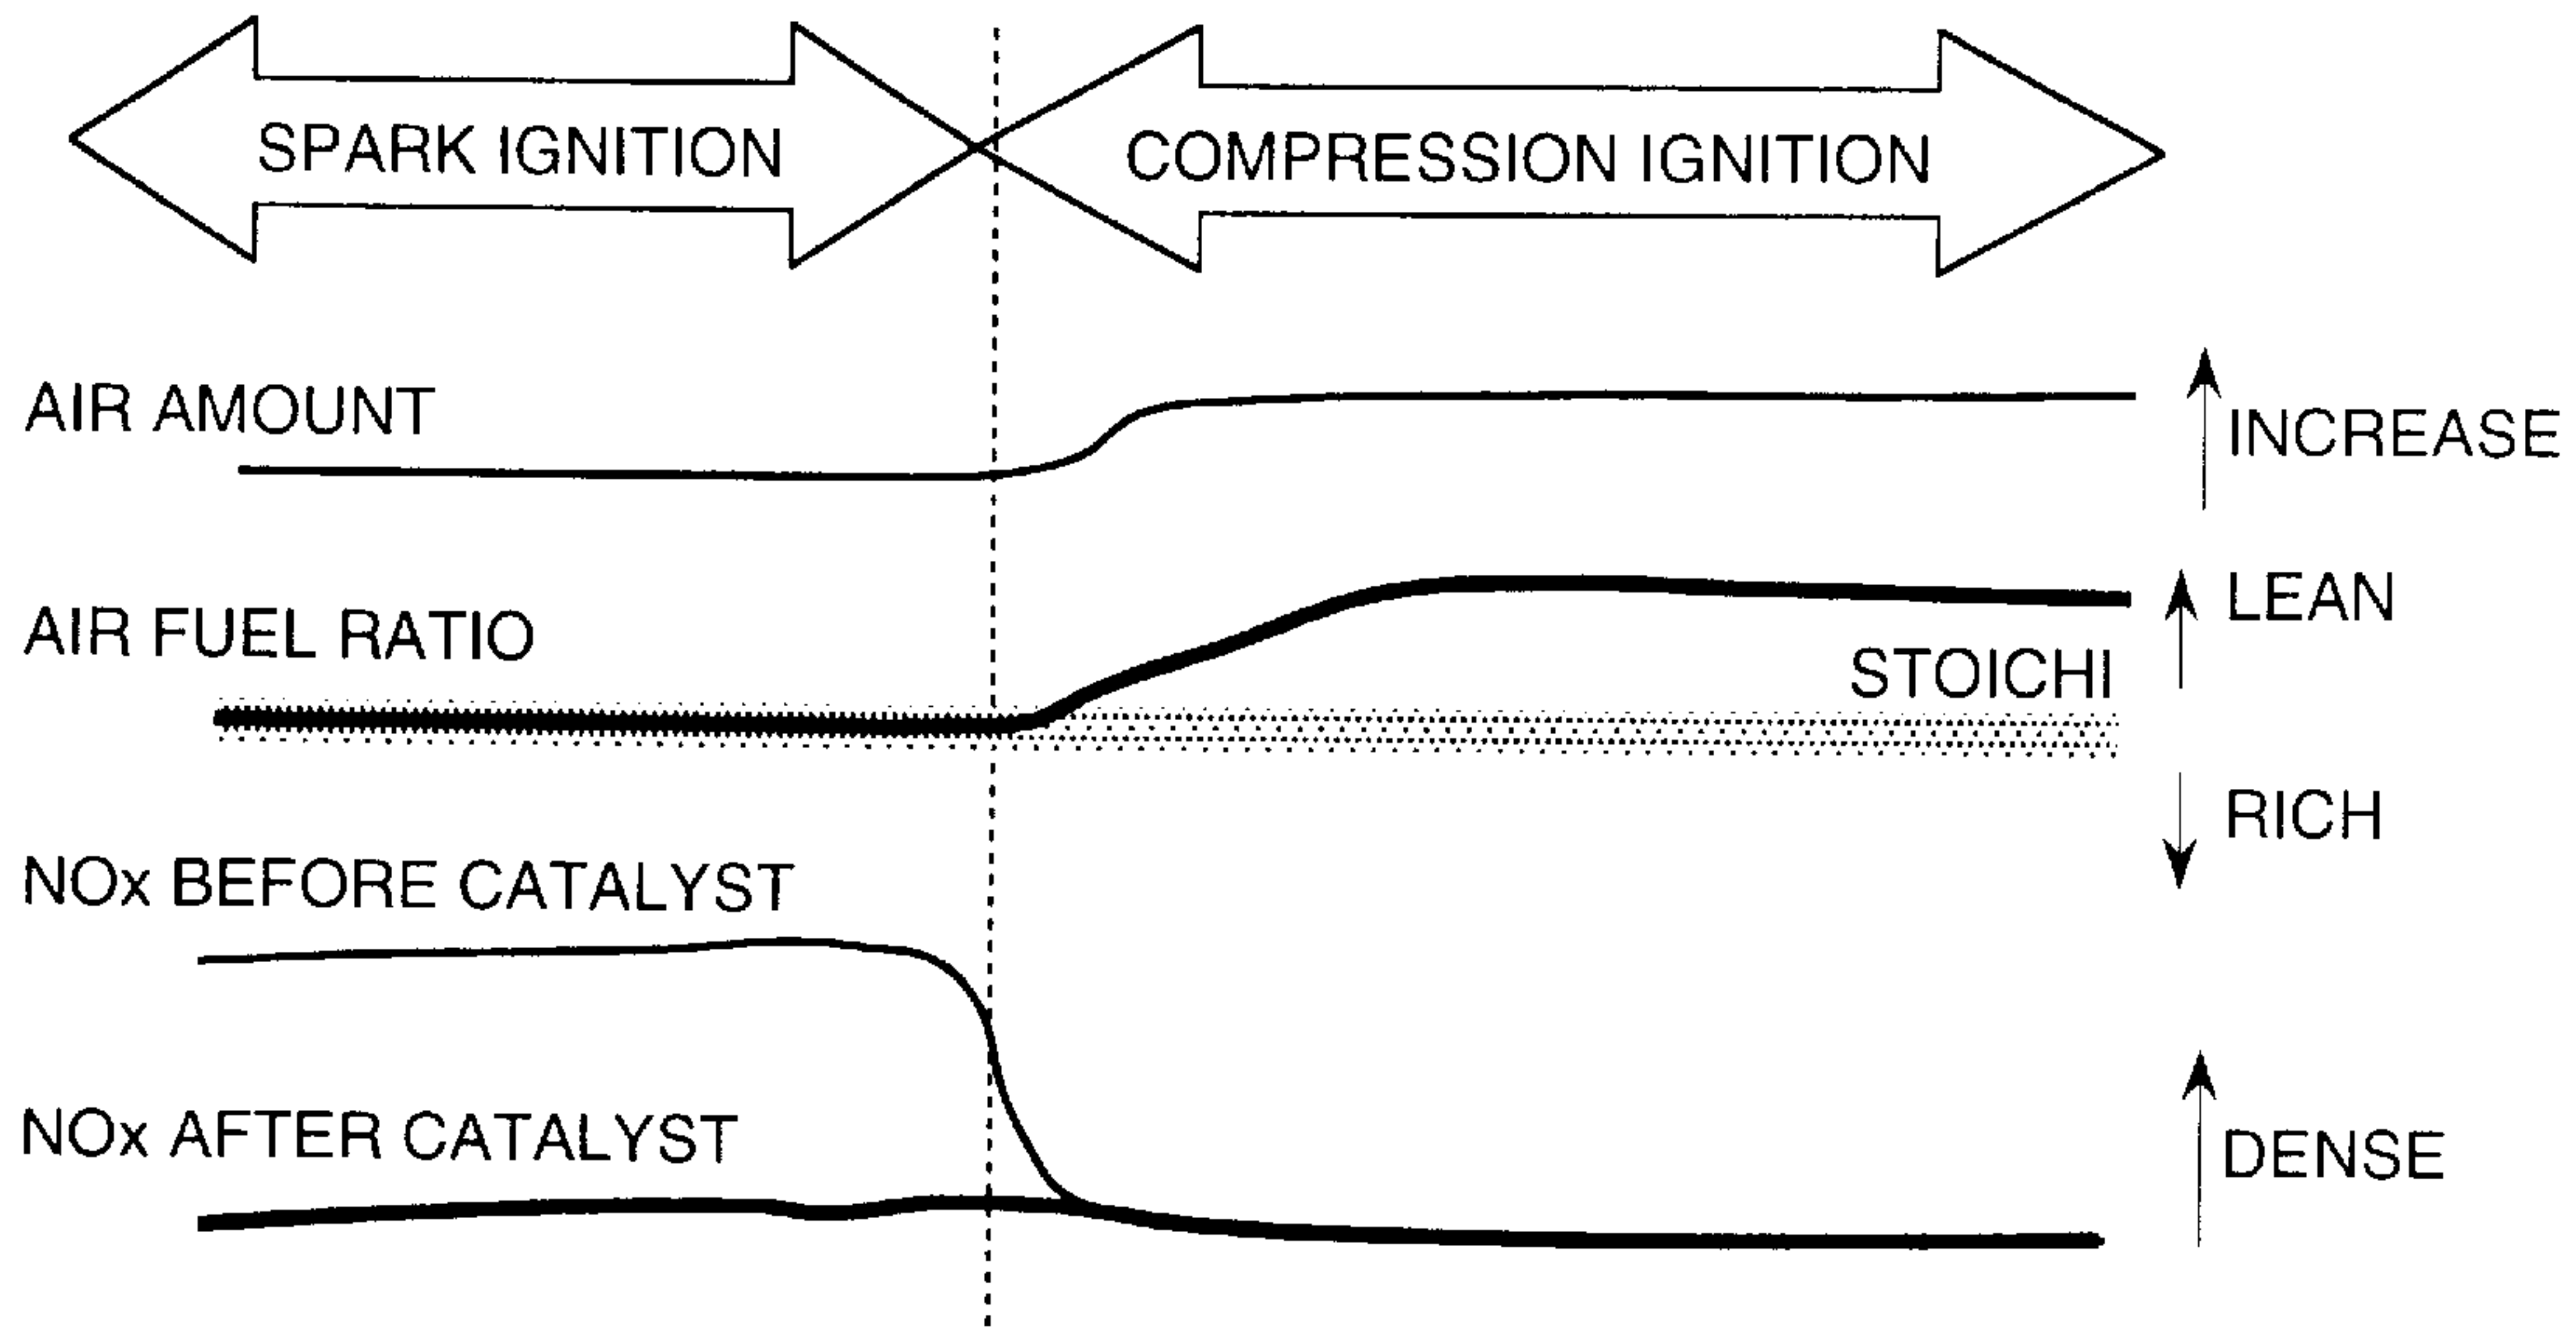 SPARK IGNITION
COMPRESSION IGNITION
AIR AMOUNT
INCREASE
AIR FUEL RATIO
LEAN
STOICHI
RICH
NOx BEFORE CATALYST
NOx AFTER CATALYST
DENSE